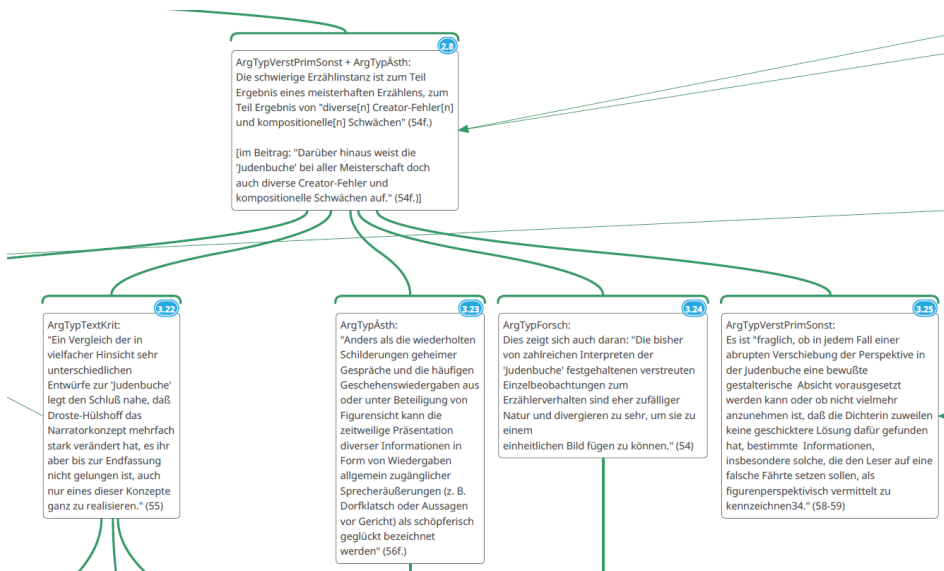 2.8
ArgTypVerstPrimSonst + ArgTypÄsth:
Die schwierige Erzählinstanz ist zum Teil
Ergebnis eines meisterhaften Erzählens, zum
Teil Ergebnis von "diverse[n] Creator-Fehler[n]
und kompositionelle[n] Schwächen" (54f.)
[im Beitrag: "Darüber hinaus weist die
'Judenbuche' bei aller Meisterschaft doch
auch diverse Creator-Fehler und
kompositionelle Schwächen auf." (54f.)]
3.22
ArgTypTextKrit:
"Ein Vergleich der in
vielfacher Hinsicht sehr
unterschiedlichen
Entwürfe zur 'Judenbuche'
legt den Schluß nahe, daß
Droste-Hülshoff das
Narratorkonzept mehrfach
stark verändert hat, es ihr
aber bis zur Endfassung
nicht gelungen ist, auch
nur eines dieser Konzepte
ganz zu realisieren." (55)
3.23
ArgTypÄsth:
"Anders als die wiederholten
Schilderungen geheimer
Gespräche und die häufigen
Geschehenswiedergaben aus
oder unter Beteiligung von
Figurensicht kann die
zeitweilige Präsentation
diverser Informationen in
Form von Wiedergaben
allgemein zugänglicher
Sprecheräußerungen (z. B.
Dorfklatsch oder Aussagen
vor Gericht) als schöpferisch
geglückt bezeichnet
werden" (56f.)
3.24
ArgTypForsch:
Dies zeigt sich auch daran: "Die bisher
von zahlreichen Interpreten der
'Judenbuche' festgehaltenen verstreuten
Einzelbeobachtungen zum
Erzählerverhalten sind eher zufälliger
Natur und divergieren zu sehr, um sie zu
einem
einheitlichen Bild fügen zu können." (54)
3.25
ArgTypVerstPrimSonst:
Es ist "fraglich, ob in jedem Fall einer
abrupten Verschiebung der Perspektive in
der Judenbuche eine bewußte
gestalterische Absicht vorausgesetzt
werden kann oder ob nicht vielmehr
anzunehmen ist, daß die Dichterin zuweilen
keine geschicktere Lösung dafür gefunden
hat, bestimmte Informationen,
insbesondere solche, die den Leser auf eine
falsche Fährte setzen sollen, als
figurenperspektivisch vermittelt zu
kennzeichnen34." (58-59)